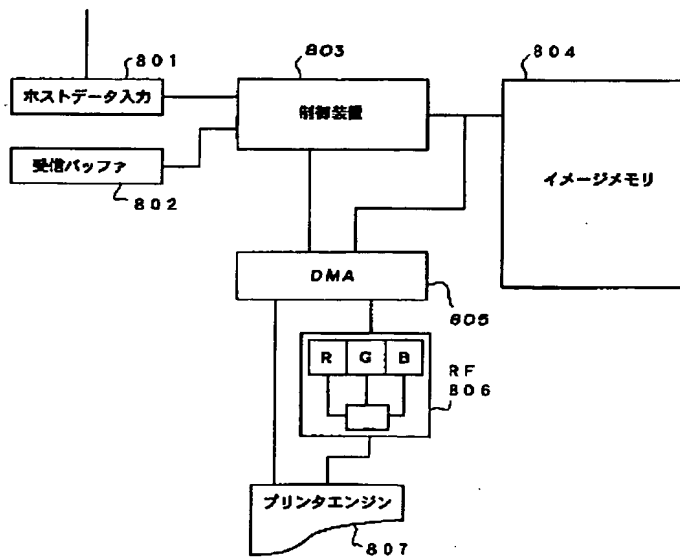 801
ホストデータ入力
受信バッファ
802
803
制御装置
804
イメージメモリ
DMA
805
R G B
RF
806
プリンタエンジン
807